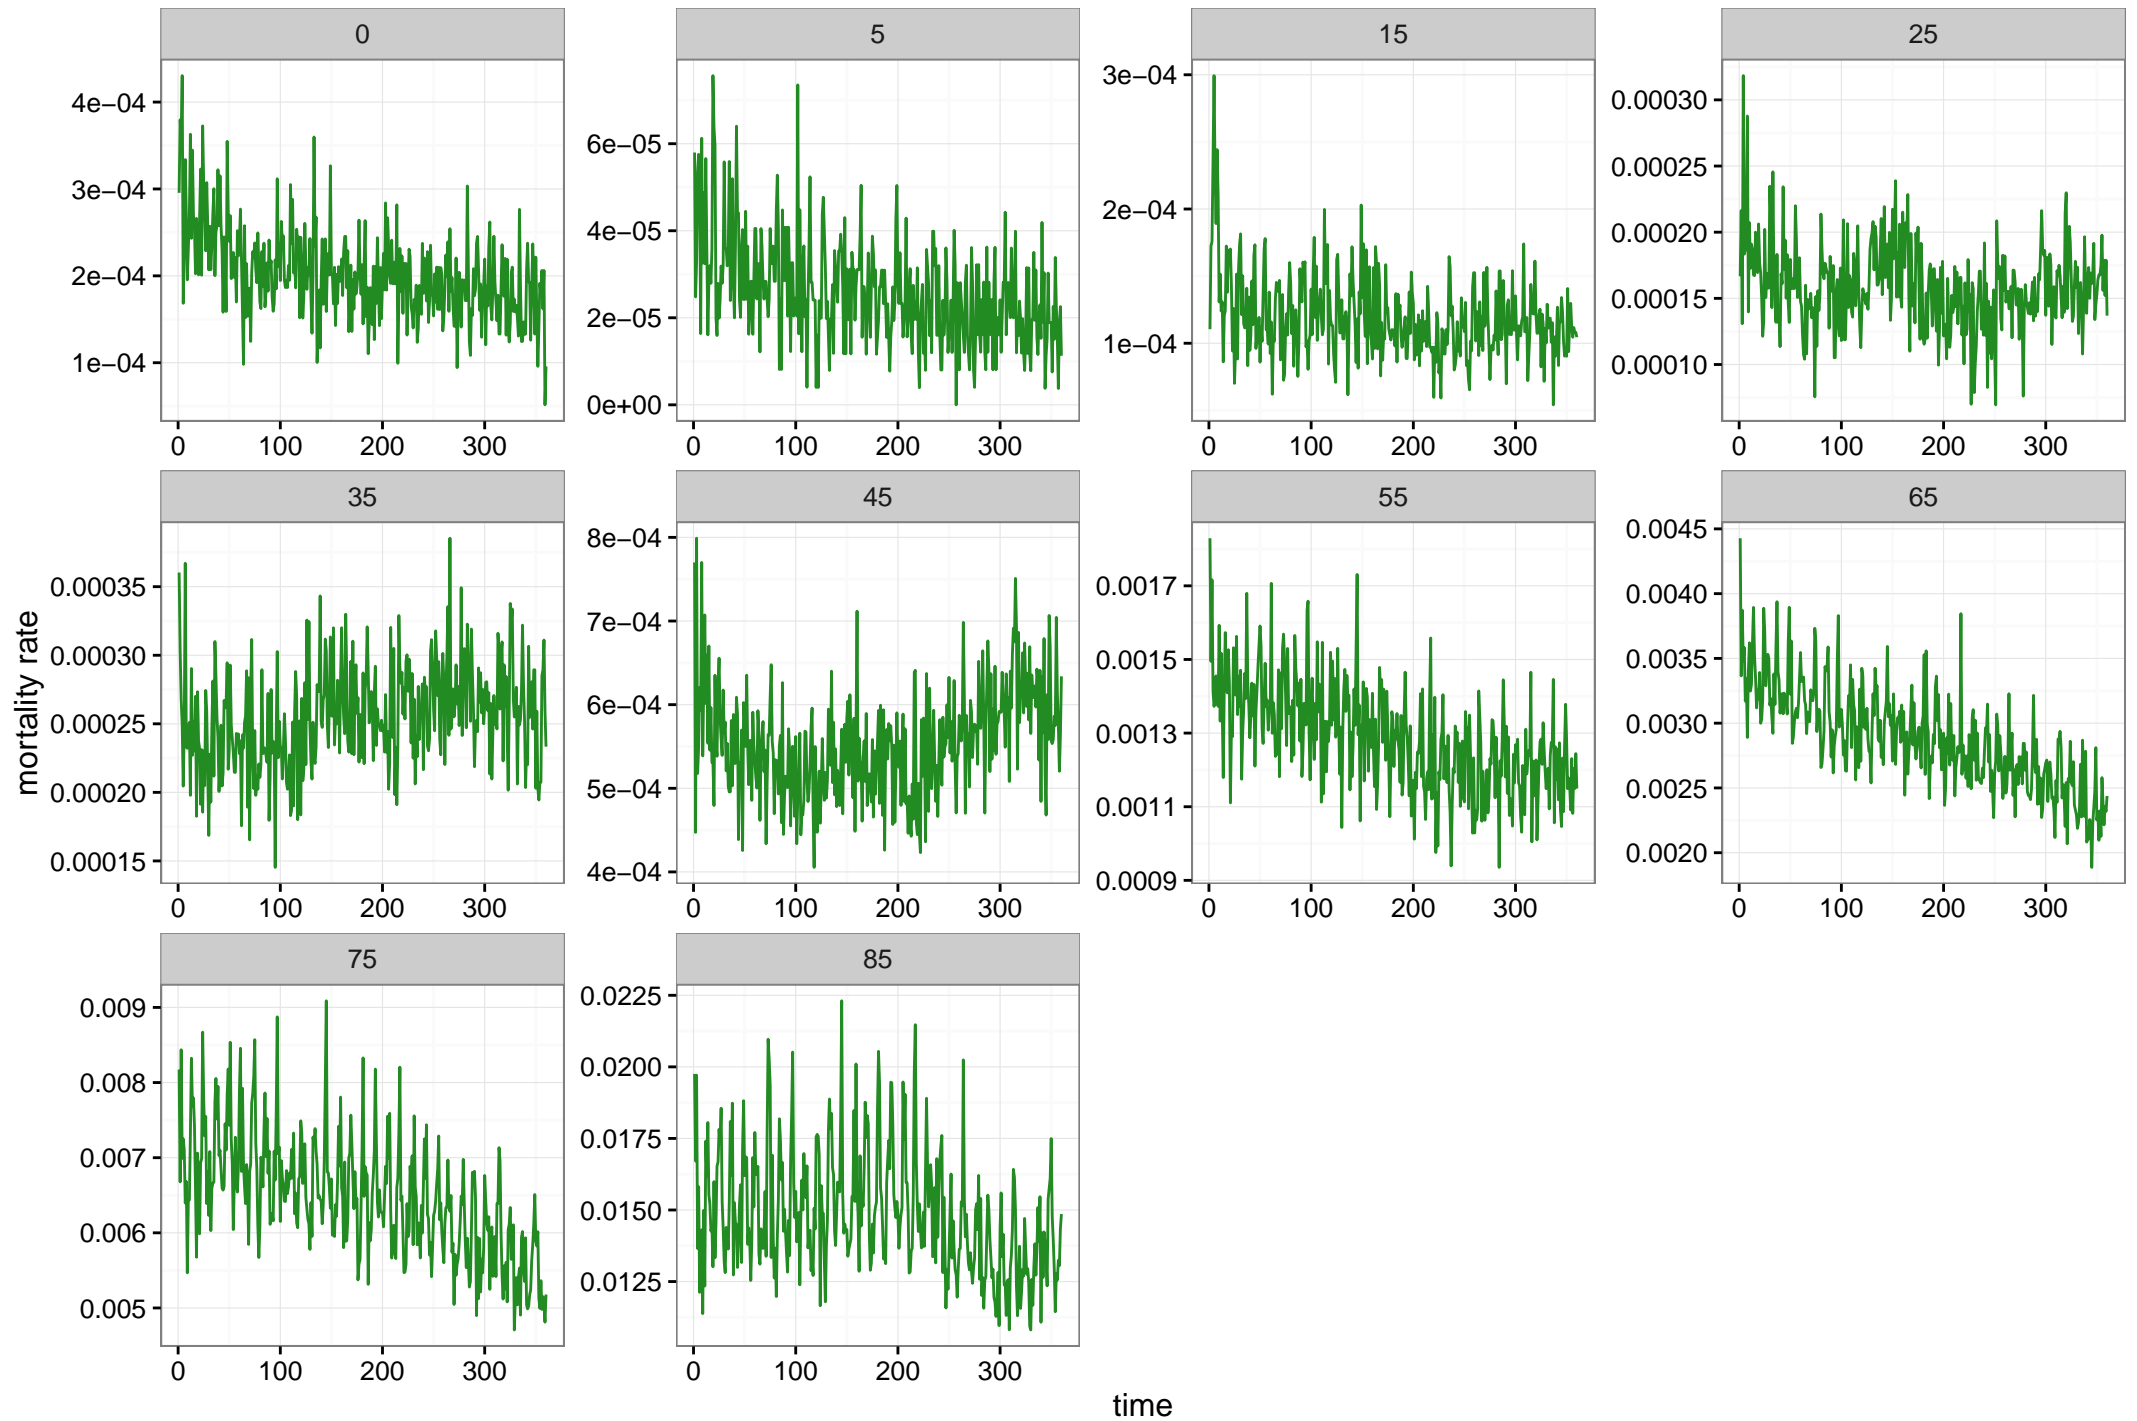 0
5
15
25
4e−04
3e−04
2e−04
1e−04
0 100 200 300
6e−05
4e−05
2e−05
0e+00
0 100 200 300
3e−04
2e−04
1e−04
0 100 200 300
0.00030
0.00025
0.00020
0.00015
0.00010
0 100 200 300
35
45
55
65
mortality rate
0.00035
0.00030
0.00025
0.00020
0.00015
0 100 200 300
8e−04
7e−04
6e−04
5e−04
4e−04
0 100 200 300
0.0017
0.0015
0.0013
0.0011
0.0009
0 100 200 300
0.0045
0.0040
0.0035
0.0030
0.0025
0.0020
0 100 200 300
75
85
0.009
0.008
0.007
0.006
0.005
0 100 200 300
0.0225
0.0200
0.0175
0.0150
0.0125
0 100 200 300
time